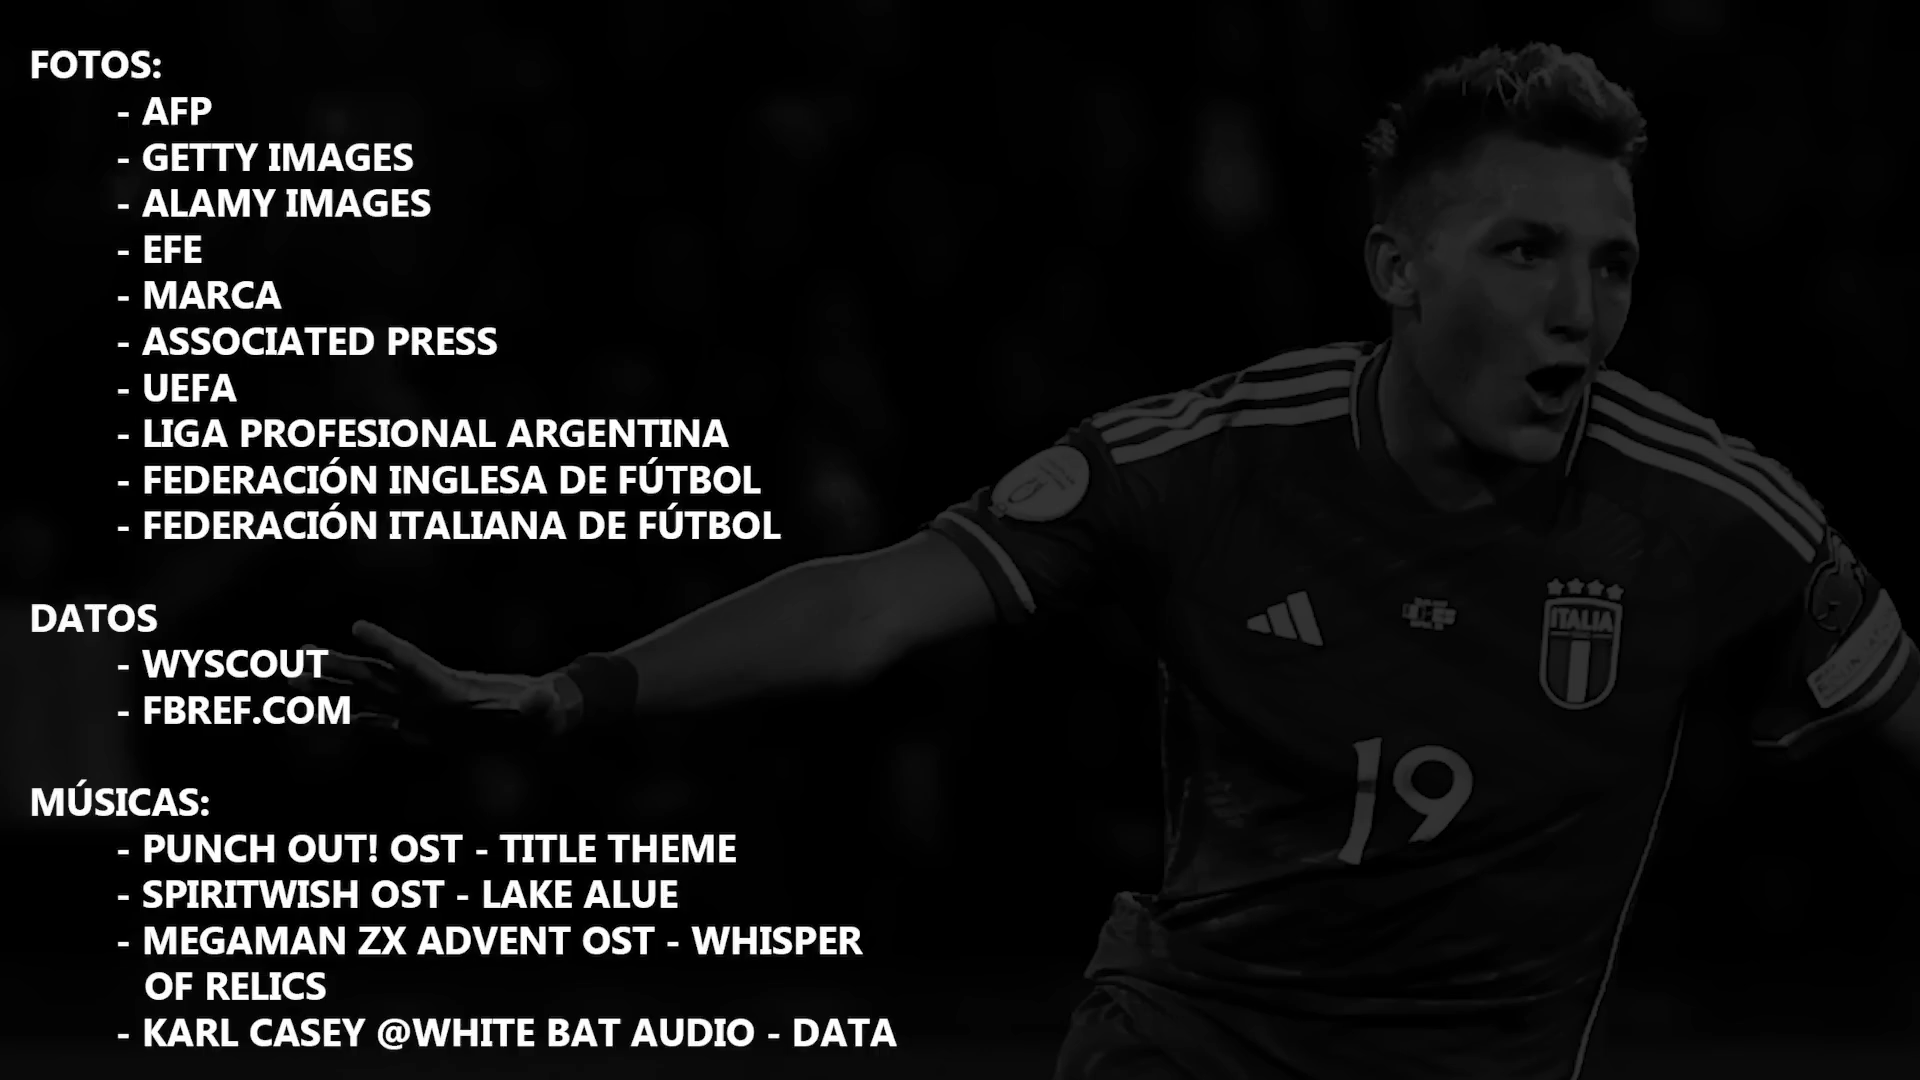 FOTOS:
- AFP
- GETTY IMAGES
- ALAMY IMAGES
- EFE
- MARCA
- ASSOCIATED PRESS
- UEFA
- LIGA PROFESIONAL ARGENTINA
- FEDERACIÓN INGLESA DE FÚTBOL
- FEDERACIÓN ITALIANA DE FÚTBOL
DATOS
- WYSCOUT
- FBREF.COM
MÚSICAS:
- PUNCH OUT! OST - TITLE THEME
- SPIRITWISH OST - LAKE ALUE
- MEGAMAN ZX ADVENT OST - WHISPER
OF RELICS
- KARL CASEY @WHITE BAT AUDIO - DATA
ITALIA
19